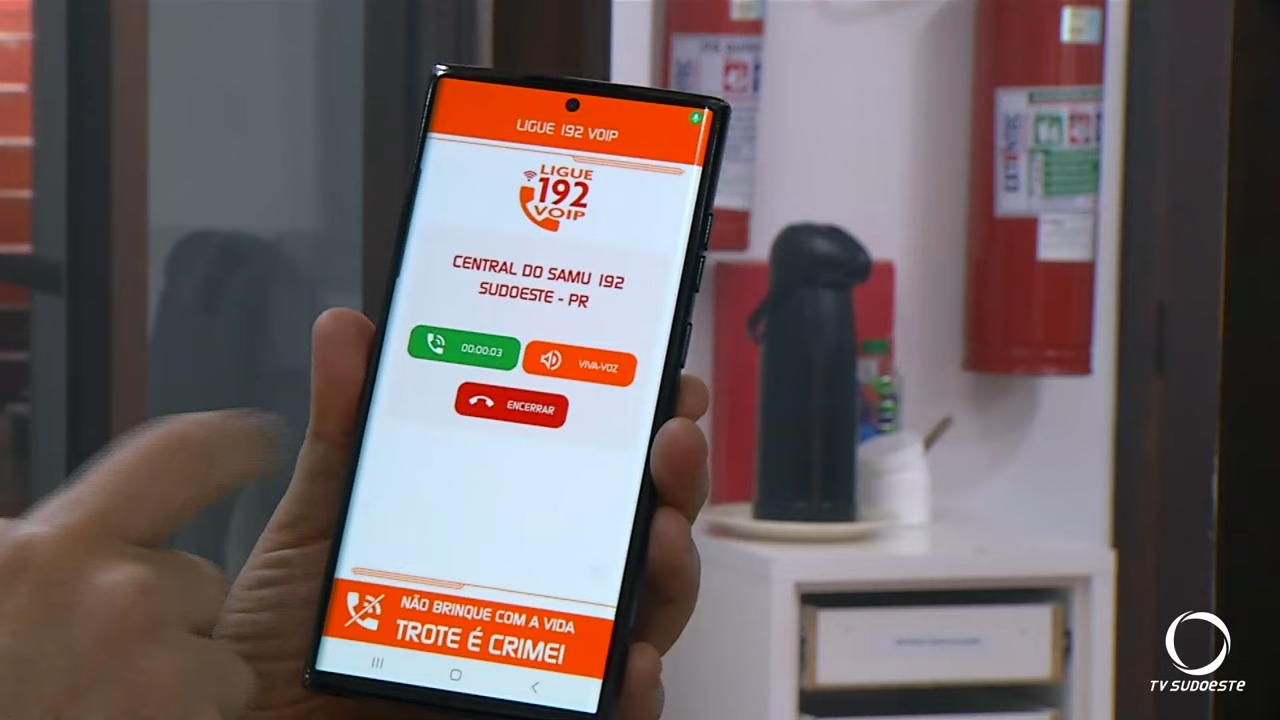 LIGUE 192 VOIP
LIGUE
192
VOIP
CENTRAL DO SAMU 192
SUDOESTE - PR
00:00:03
VIVA-VOZ
ENCERRAR
NÃO BRINQUE COM A VIDA
TROTE É CRIME!
EXTINTEC
TV SUDOESTE